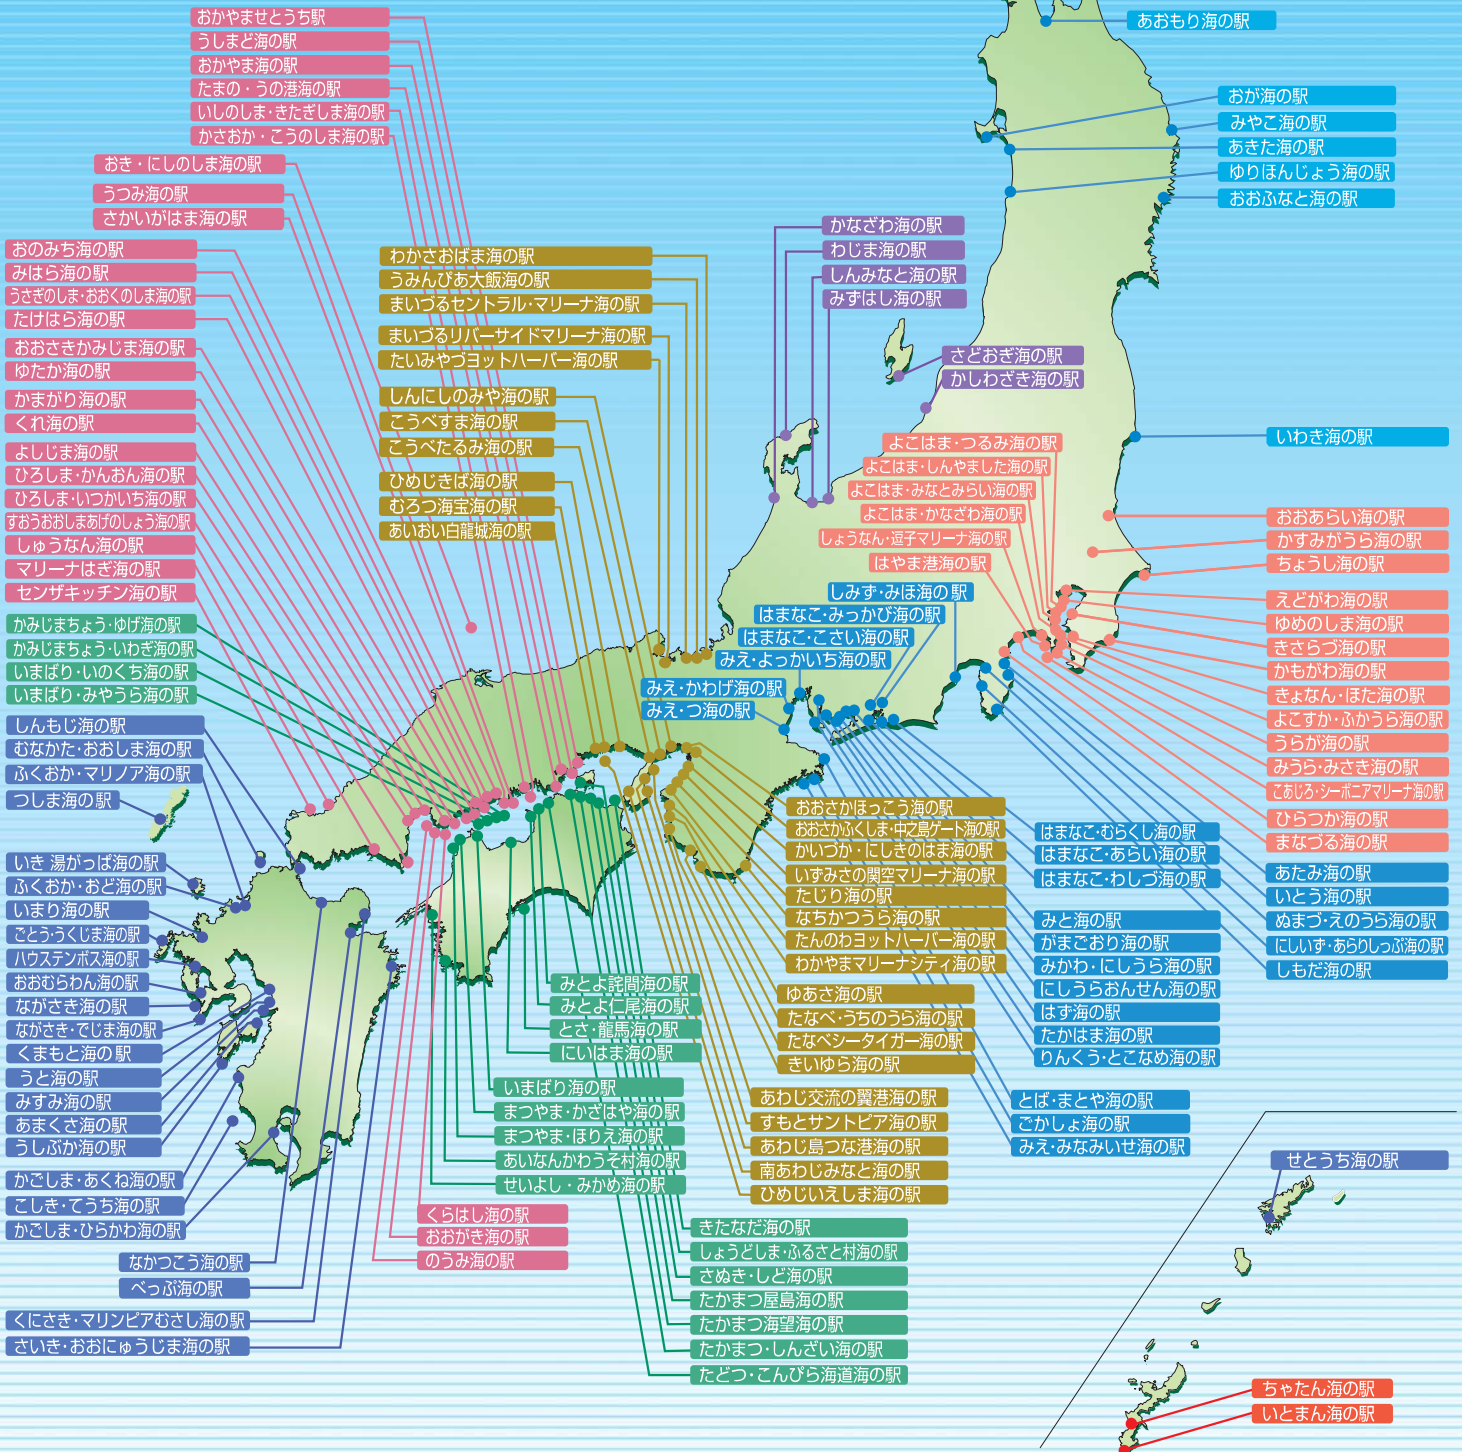 おかやませとうち駅
うしまど海の駅
おかやま海の駅
たまの・うの港海の駅
いしのしま・きたぎしま海の駅
かさおか・こうのしま海の駅
おき・にしのしま海の駅
うつみ海の駅
さかいがはま海の駅
おのみち海の駅
みはら海の駅
うさぎのしま・おおくのしま海の駅
たけはら海の駅
おおさきかみじま海の駅
ゆたか海の駅
かまがり海の駅
くれ海の駅
よしじま海の駅
ひろしま・かんおん海の駅
ひろしま・いつかいち海の駅
すおうおおしまあげのしょう海の駅
しゅうなん海の駅
マリーナはぎ海の駅
センザキッチン海の駅
かみじまちょう・ゆげ海の駅
かみじまちょう・いわぎ海の駅
いまばり・いのくち海の駅
いまばり・みやうら海の駅
しんもじ海の駅
むなかた・おおしま海の駅
ふくおか・マリノア海の駅
つしま海の駅
いき 湯がっぱ海の駅
ふくおか・おど海の駅
いまり海の駅
ごとう・うくじま海の駅
ハウステンボス海の駅
おおむらわん海の駅
ながさき海の駅
ながさき・でじま海の駅
くまもと海の駅
うと海の駅
みすみ海の駅
あまくさ海の駅
うしぶか海の駅
かごしま・あくね海の駅
こしき・てうち海の駅
かごしま・ひらかわ海の駅
なかつこう海の駅
べっぷ海の駅
くにさき・マリンピアむさし海の駅
さいき・おおにゅうじま海の駅
わかさおばま海の駅
うみんぴあ大飯海の駅
まいづるセントラル・マリーナ海の駅
まいづるリバーサイドマリーナ海の駅
たいみやづヨットハーバー海の駅
しんにしのみや海の駅
こうべすま海の駅
こうべたるみ海の駅
ひめじきば海の駅
むろつ海宝海の駅
あいおい白龍城海の駅
かなざわ海の駅
わじま海の駅
しんみなと海の駅
みずはし海の駅
さどおぎ海の駅
かしわざき海の駅
あおもり海の駅
おが海の駅
みやこ海の駅
あきた海の駅
ゆりほんじょう海の駅
おおふなと海の駅
いわき海の駅
よこはま・つるみ海の駅
よこはま・しんやました海の駅
よこはま・みなとみらい海の駅
よこはま・かなざわ海の駅
しょうなん・逗子マリーナ海の駅
はやま港海の駅
しみず・みほ海の駅
はまなこ・みっかび海の駅
はまなこ・こさい海の駅
みえ・よっかいち海の駅
みえ・かわげ海の駅
みえ・つ海の駅
おおあらい海の駅
かすみがうら海の駅
ちょうし海の駅
えどがわ海の駅
ゆめのしま海の駅
きさらづ海の駅
かもがわ海の駅
きょなん・ほた海の駅
よこすか・ふかうら海の駅
うらが海の駅
みうら・みさき海の駅
こあじろ・シーボニアマリーナ海の駅
ひらつか海の駅
まなづる海の駅
あたみ海の駅
いとう海の駅
ぬまづ・えのうら海の駅
にしいず・あらりしっぷ海の駅
しもだ海の駅
おおさかほっこう海の駅
おおさかふくしま・中之島ゲート海の駅
かいづか・にしきのはま海の駅
いずみさの関空マリーナ海の駅
たじり海の駅
なちかつうら海の駅
たんのわヨットハーバー海の駅
わかやまマリーナシティ海の駅
ゆあさ海の駅
たなべ・うちのうら海の駅
たなべシータイガー海の駅
きいゆら海の駅
あわじ交流の翼港海の駅
すもとサントピア海の駅
あわじ島つな港海の駅
南あわじみなと海の駅
ひめじいえしま海の駅
はまなこ・むらくし海の駅
はまなこ・あらい海の駅
はまなこ・わしづ海の駅
みと海の駅
がまごおり海の駅
みかわ・にしうら海の駅
にしうらおんせん海の駅
はず海の駅
たかはま海の駅
りんくう・とこなめ海の駅
とば・まとや海の駅
ごかしょ海の駅
みえ・みなみいせ海の駅
みとよ詫間海の駅
みとよ仁尾海の駅
とさ・龍馬海の駅
にいはま海の駅
いまばり海の駅
まつやま・かざはや海の駅
まつやま・ほりえ海の駅
あいなんかわうそ村海の駅
せいよし・みかめ海の駅
くらはし海の駅
おおがき海の駅
のうみ海の駅
きたなだ海の駅
しょうどしま・ふるさと村海の駅
さぬき・しど海の駅
たかまつ屋島海の駅
たかまつ海望海の駅
たかまつ・しんざい海の駅
たどつ・こんぴら海道海の駅
せとうち海の駅
ちゃたん海の駅
いとまん海の駅